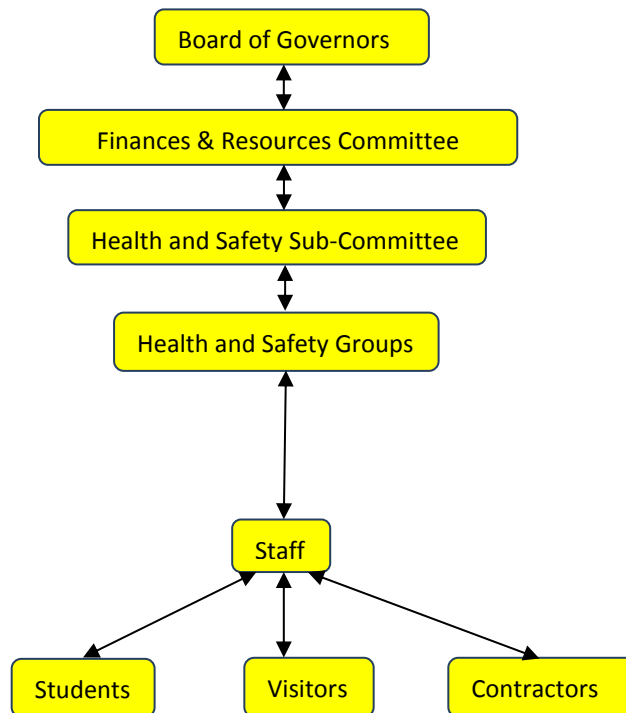 Board of Governors
Finances & Resources Committee
Health and Safety Sub-Committee
Health and Safety Groups
Staff
Students
Visitors
Contractors